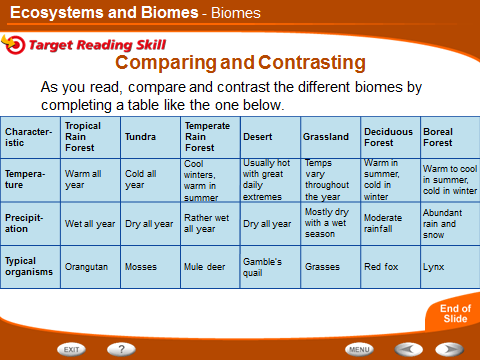 Ecosystems and Biomes - Biomes
Target Reading Skill
Comparing and Contrasting
As you read, compare and contrast the different biomes by
completing a table like the one below.
Character-
istic
Tropical
Rain
Forest
Tundra
Temperate
Rain
Forest
Desert
Grassland
Deciduous
Forest
Boreal
Forest
Tempera-
ture
Warm all
year
Cold all
year
Cool
winters,
warm in
summer
Usually hot
with great
daily
extremes
Temps
vary
throughout
the year
Warm in
summer,
cold in
winter
Warm to cool
in summer,
cold in winter
Precipit-
ation
Wet all year
Dry all year
Rather wet
all year
Dry all year
Mostly dry
with a wet
season
Moderate
rainfall
Abundant
rain and
snow
Typical
organisms
Orangutan
Mosses
Mule deer
Gamble's
quail
Grasses
Red fox
Lynx
End of
Slide
EXIT
?
MENU